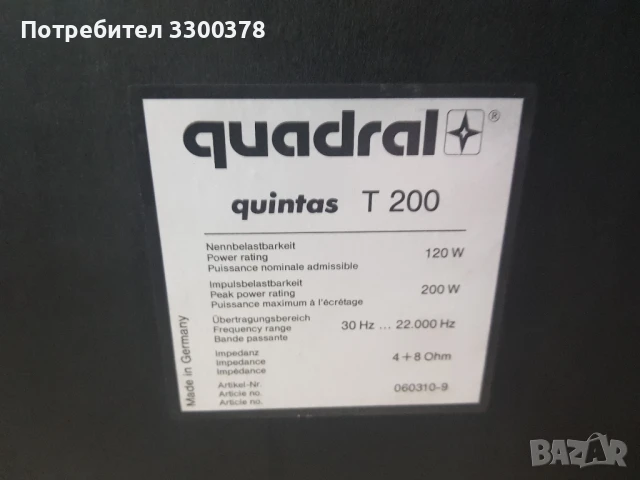 Потребител 3300378
quadral ®
quintas T 200
Nennbelastbarkeit
Power rating 120 W
Puissance nominale admissible
Impulsbelastbarkeit
Peak power rating 200 W
Puissance maximum à l'écrêtage
Übertragungsbereich
Frequency range 30 Hz ... 22.000 Hz
Bande passante
Impedanz
Impedance 4+8 Ohm
Impédance
Artikel-Nr.
Article no. 060310-9
Article no.
Made in Germany
BAZAR